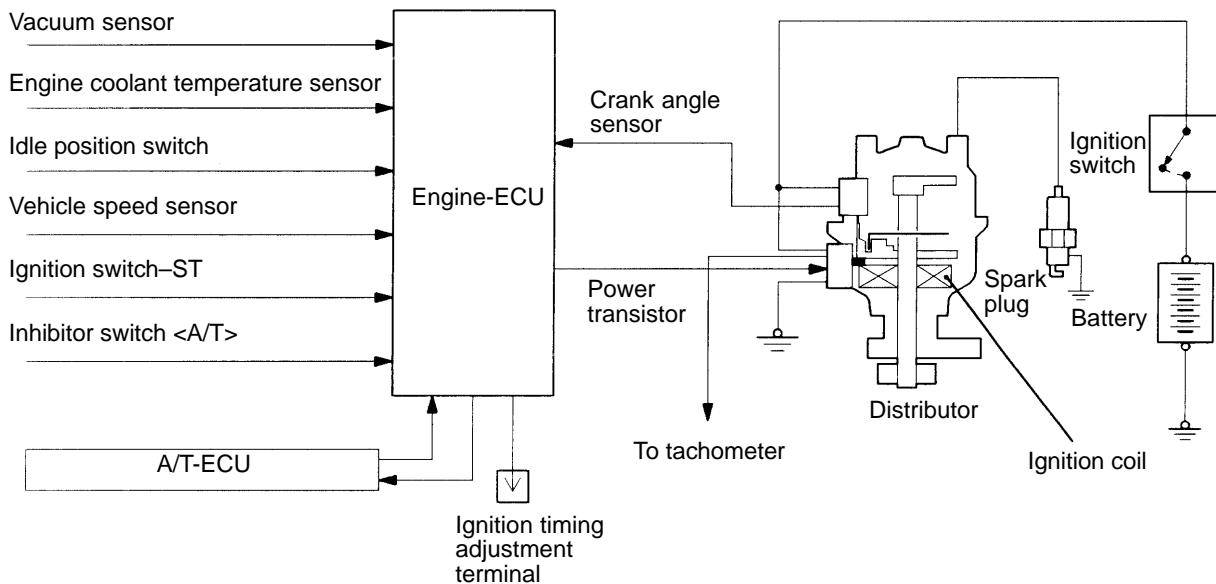 Vacuum sensor
Engine coolant temperature sensor
Idle position switch
Vehicle speed sensor
Ignition switch–ST
Inhibitor switch <A/T>
A/T-ECU
Engine-ECU
Ignition timing
adjustment
terminal
Crank angle
sensor
Power
transistor
To tachometer
Distributor
Spark
plug
Ignition coil
Ignition
switch
Battery